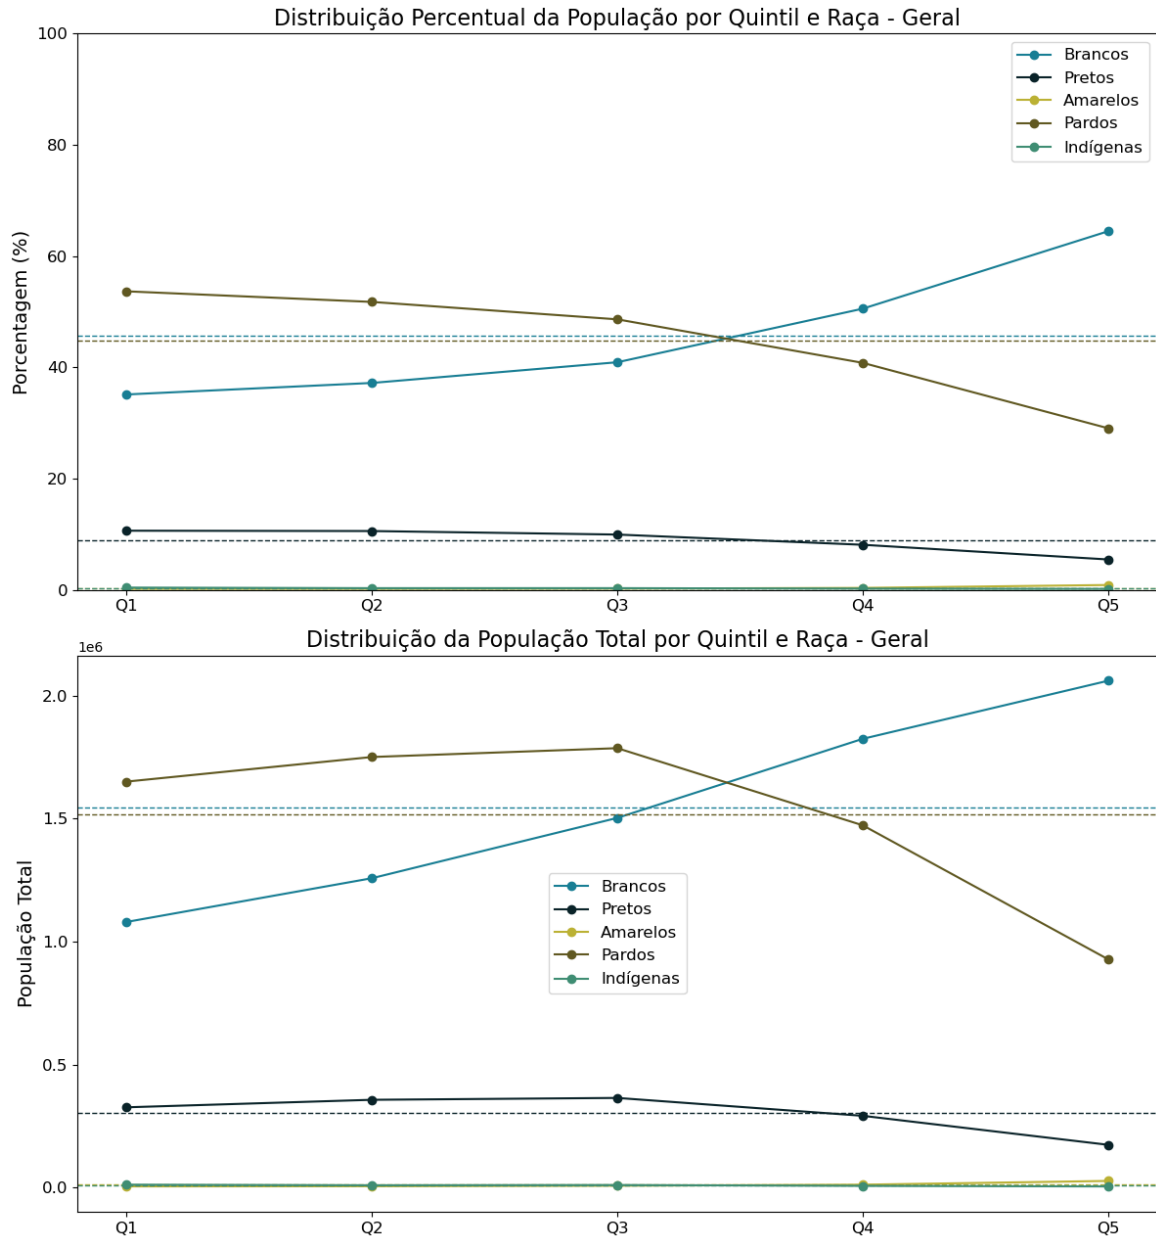 Distribuição Percentual da População por Quintil e Raça - Geral
100
80
60
40
20
0
Porcentagem (%)
Brancos
Pretos
Amarelos
Pardos
Indígenas
Q1 Q2 Q3 Q4 Q5
Distribuição da População Total por Quintil e Raça - Geral
1e6
2.0
1.5
1.0
0.5
0.0
População Total
Brancos
Pretos
Amarelos
Pardos
Indígenas
Q1 Q2 Q3 Q4 Q5